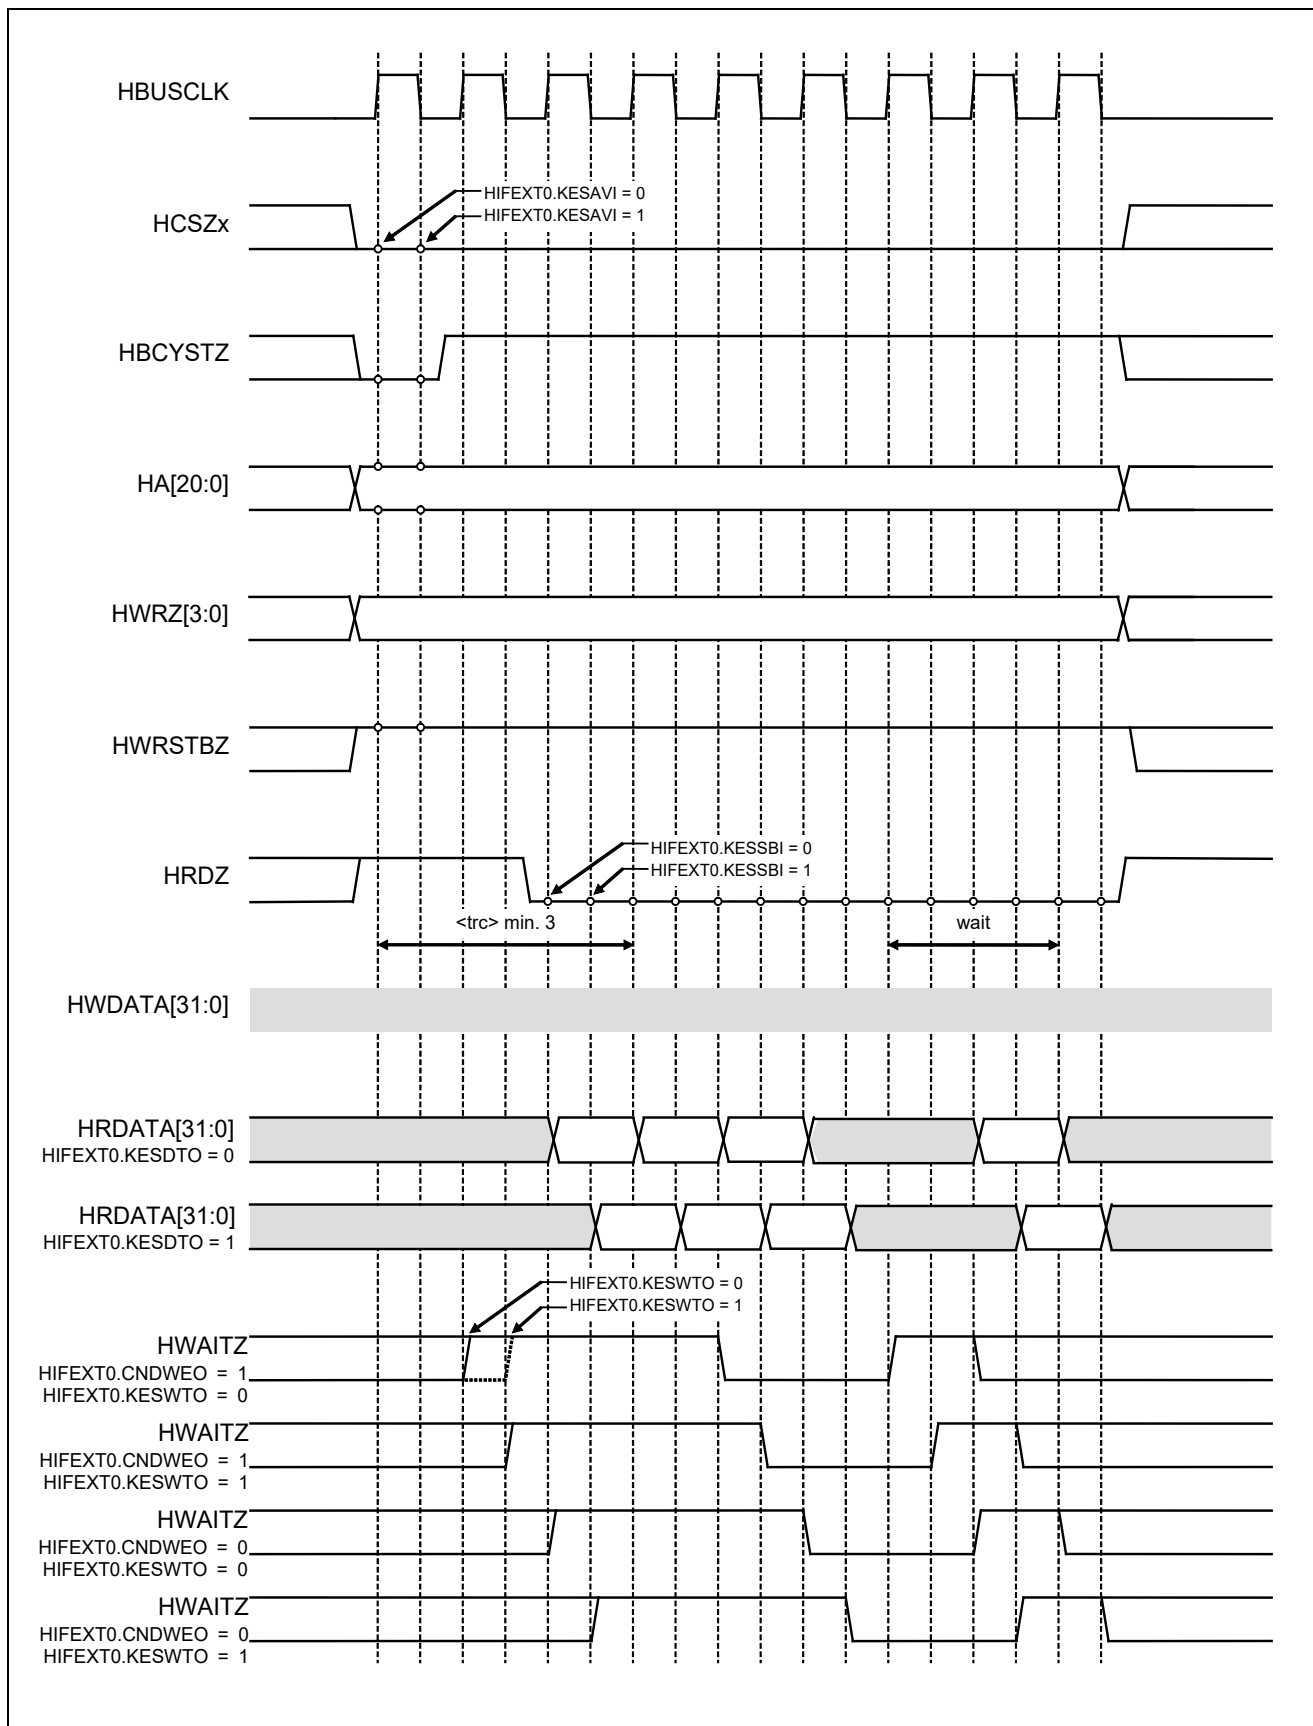 HBUSCLK
HIFEXT0.KESAVI = 0
HCSZx
HIFEXT0.KESAVI = 1
HBCYSTZ
HA[20:0]
HWRZ[3:0]
HWRSTBZ
HIFEXT0.KESSBI = 0
HRDZ
HIFEXT0.KESSBI = 1
<trc> min. 3
wait
HWDATA[31:0]
HRDATA[31:0]
HIFEXT0.KESDTO = 0
HRDATA[31:0]
HIFEXT0.KESDTO = 1
HIFEXT0.KESWTO = 0
HIFEXT0.KESWTO = 1
HWAITZ
HIFEXT0.CNDWEO = 1
HIFEXT0.KESWTO = 0
HWAITZ
HIFEXT0.CNDWEO = 1
HIFEXT0.KESWTO = 1
HWAITZ
HIFEXT0.CNDWEO = 0
HIFEXT0.KESWTO = 0
HWAITZ
HIFEXT0.CNDWEO = 0
HIFEXT0.KESWTO = 1